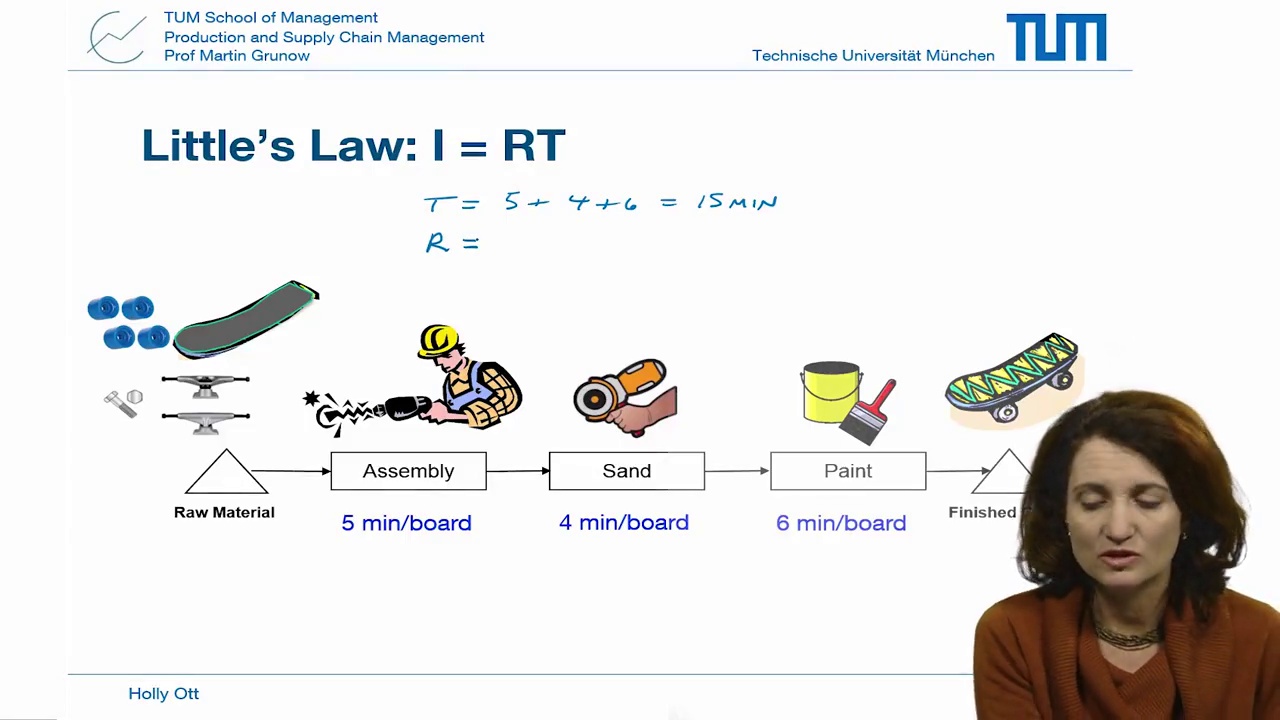 TUM School of Management
Production and Supply Chain Management
Prof Martin Grunow
Technische Universität München
TUM
Little's Law: I = RT
T = 5 + 4 + 6 = 15 MIN
R =
Assembly
Sand
Paint
Raw Material
Finished
5 min/board
4 min/board
6 min/board
Holly Ott